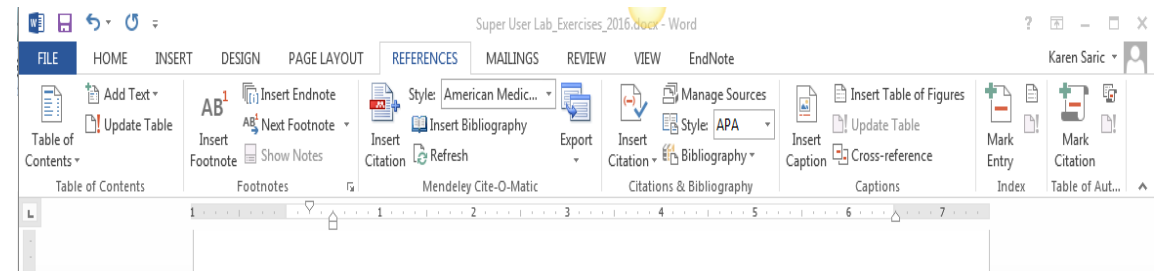 Super User Lab_Exercises_2016.docx - Word
FILE HOME INSERT DESIGN PAGE LAYOUT REFERENCES MAILINGS REVIEW VIEW EndNote Karen Saric
Table of Contents
Add Text
Update Table
Table of Contents
AB1
Insert Footnote
Insert Endnote
Next Footnote
Show Notes
Footnotes
Insert Citation
Style: American Medic...
Insert Bibliography
Refresh
Export
Mendeley Cite-O-Matic
Insert Citation
Manage Sources
Style: APA
Bibliography
Citations & Bibliography
Insert Caption
Insert Table of Figures
Update Table
Cross-reference
Captions
Mark Entry
Index
Mark Citation
Table of Aut...
L
1 1 2 3 4 5 6 7